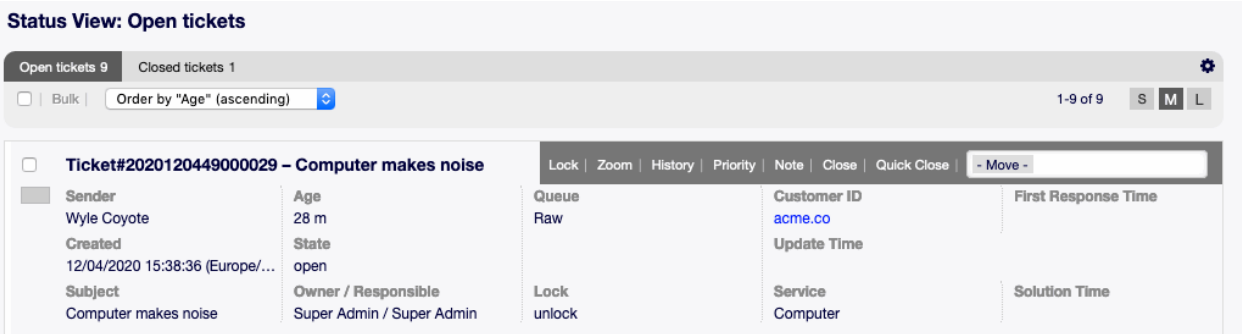 Status View: Open tickets
Open tickets 9 Closed tickets 1
| Bulk | Order by "Age" (ascending) 1-9 of 9 S M L
Ticket#2020120449000029 – Computer makes noise Lock | Zoom | History | Priority | Note | Close | Quick Close | - Move -
Sender Age Queue Customer ID First Response Time
Wyle Coyote 28 m Raw acme.co
Created State Update Time
12/04/2020 15:38:36 (Europe/... open
Subject Owner / Responsible Lock Service Solution Time
Computer makes noise Super Admin / Super Admin unlock Computer